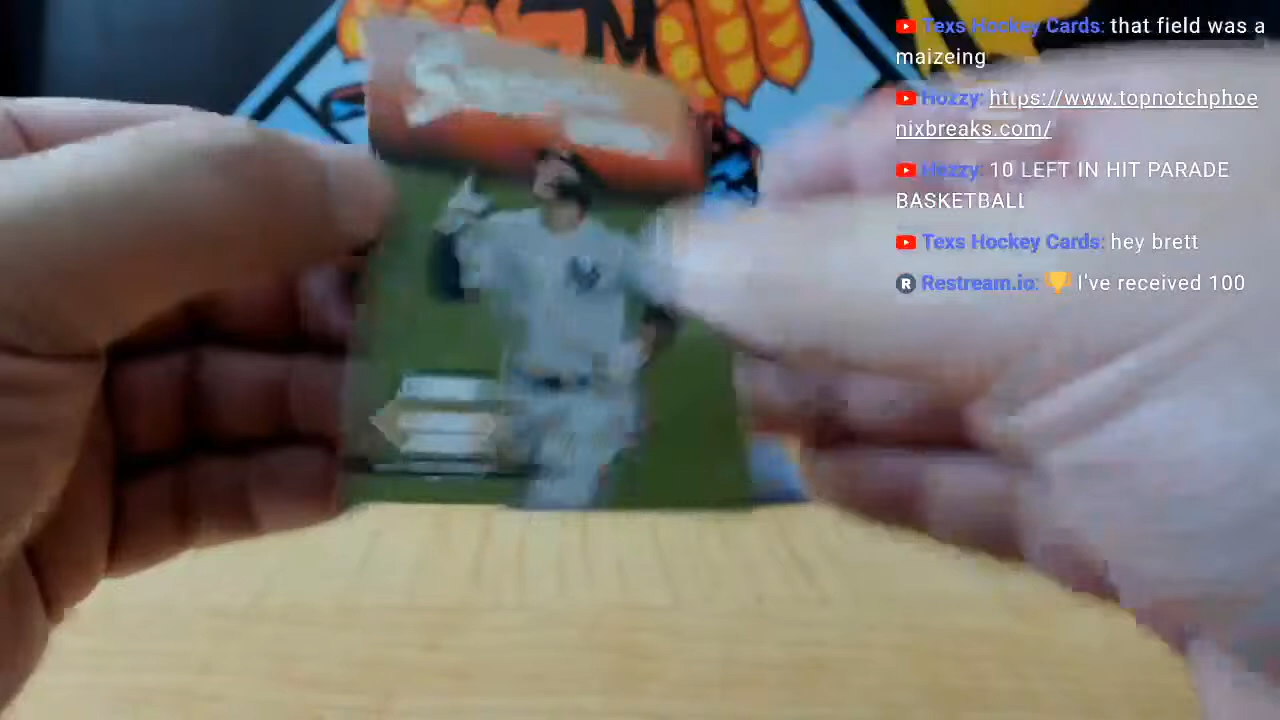 Texs Hockey Cards: that field was a
maizeing
Hozzy: https://www.topnotchphoe
nixbreaks.com/
Hozzy: 10 LEFT IN HIT PARADE
BASKETBALL
Texs Hockey Cards: hey brett
R Restream.io: 🏆 I've received 100